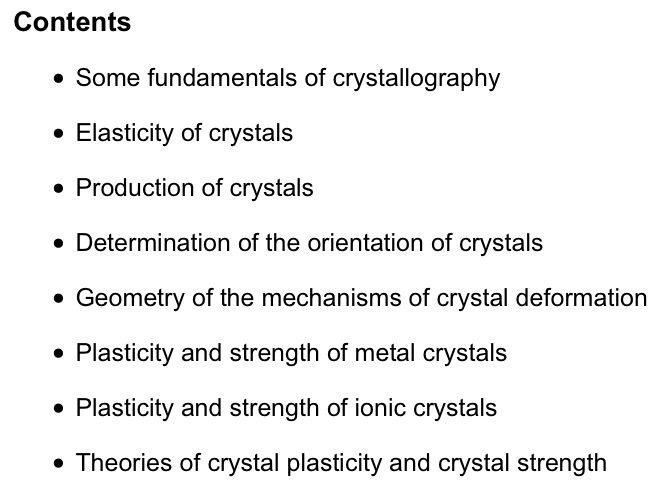 Contents
• Some fundamentals of crystallography
• Elasticity of crystals
• Production of crystals
• Determination of the orientation of crystals
• Geometry of the mechanisms of crystal deformation
• Plasticity and strength of metal crystals
• Plasticity and strength of ionic crystals
• Theories of crystal plasticity and crystal strength